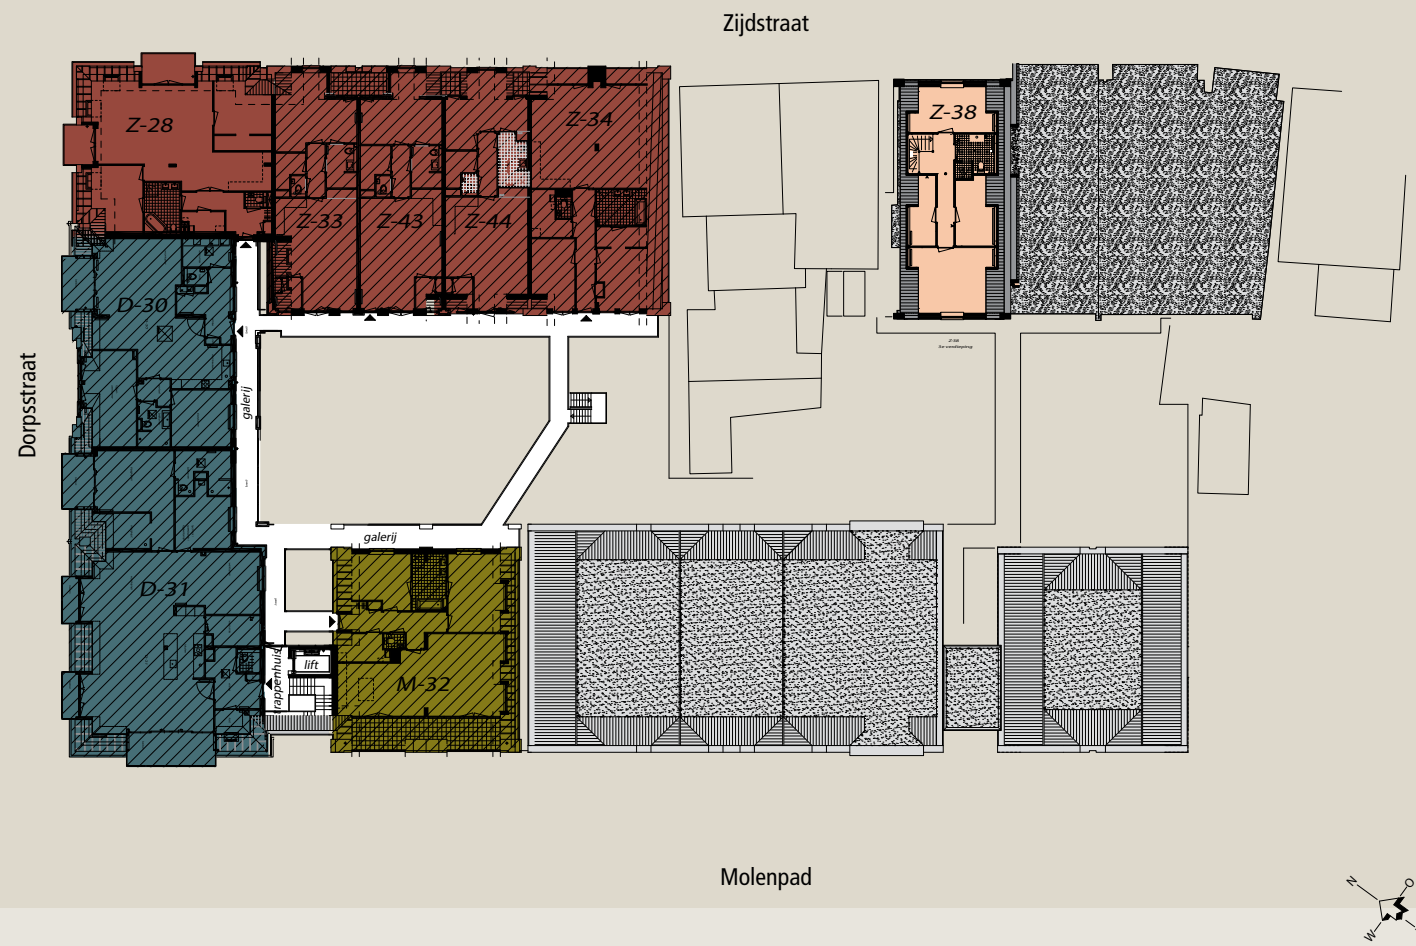 Zijdstraat
Z-28
Z-34
Z-38
Z-33
Z-43
Z-44
D-30
Dorpsstraat
galerij
galerij
D-31
trappenhuis
lift
M-32
Molenpad
N
O
W